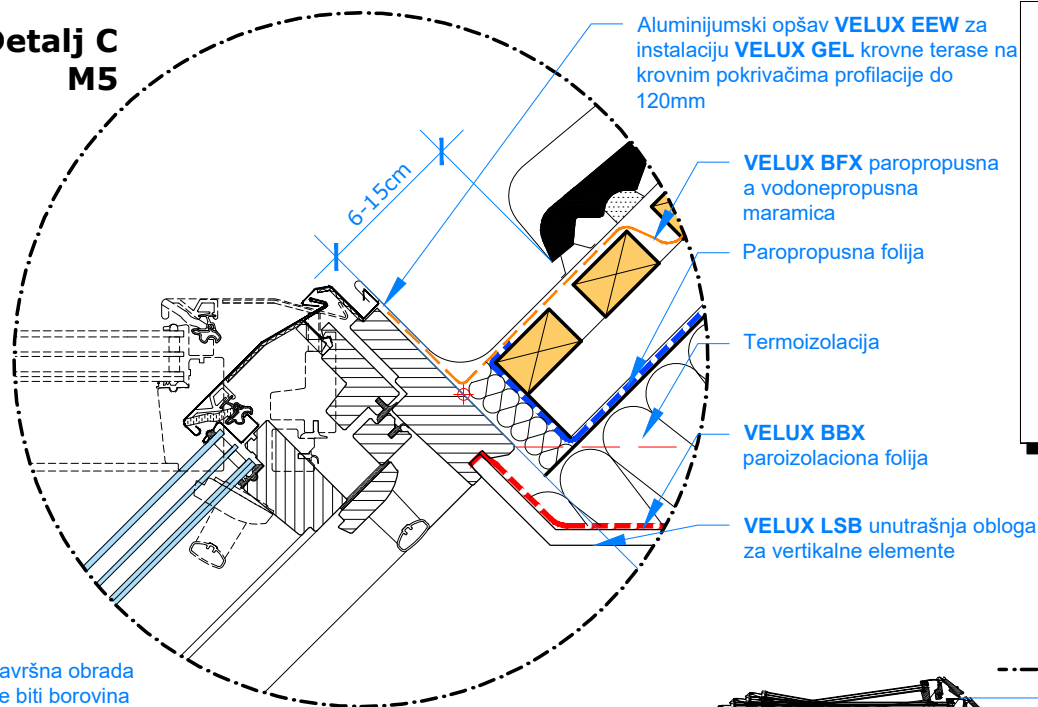 Detalj C
M5
Aluminijumski opšav VELUX EEW za
instalaciju VELUX GEL krovne terase na
krovnim pokrivačima profilacije do
120mm
6-15cm
VELUX BFX paropropusna
a vodonepropusna
maramica
Paropropusna folija
Termoizolacija
VELUX BBX
paroizolaciona folija
VELUX LSB unutrašnja obloga
za vertikalne elemente
avršna obrada
e biti borovina